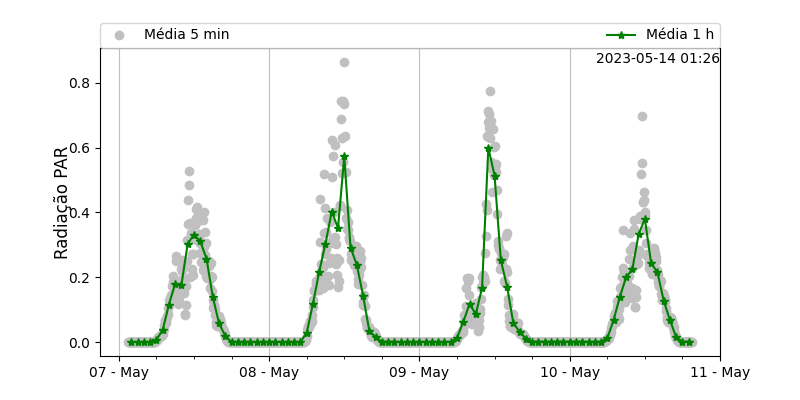 Média 5 min
Média 1 h
2023-05-14 01:26
Radiação PAR
0.8
0.6
0.4
0.2
0.0
07 - May
08 - May
09 - May
10 - May
11 - May